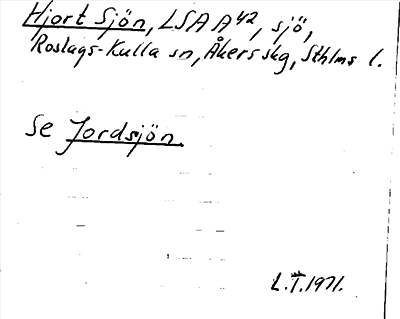 Hjort Sjön, LSA A42, sjö,
Roslags-Kulla sn, Åkers skg, Sthlms l.
Se Jordsjön.
L.I.1971.